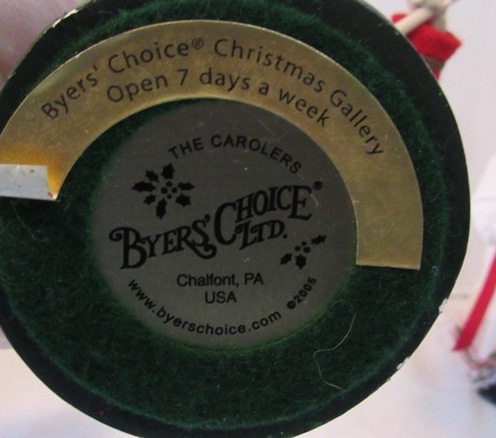 Byers' Choice® Christmas Gallery
Open 7 days a week
THE CAROLERS
BYERS' CHOICE®
LTD.
Chalfont, PA
USA
www.byerschoice.com ©2005